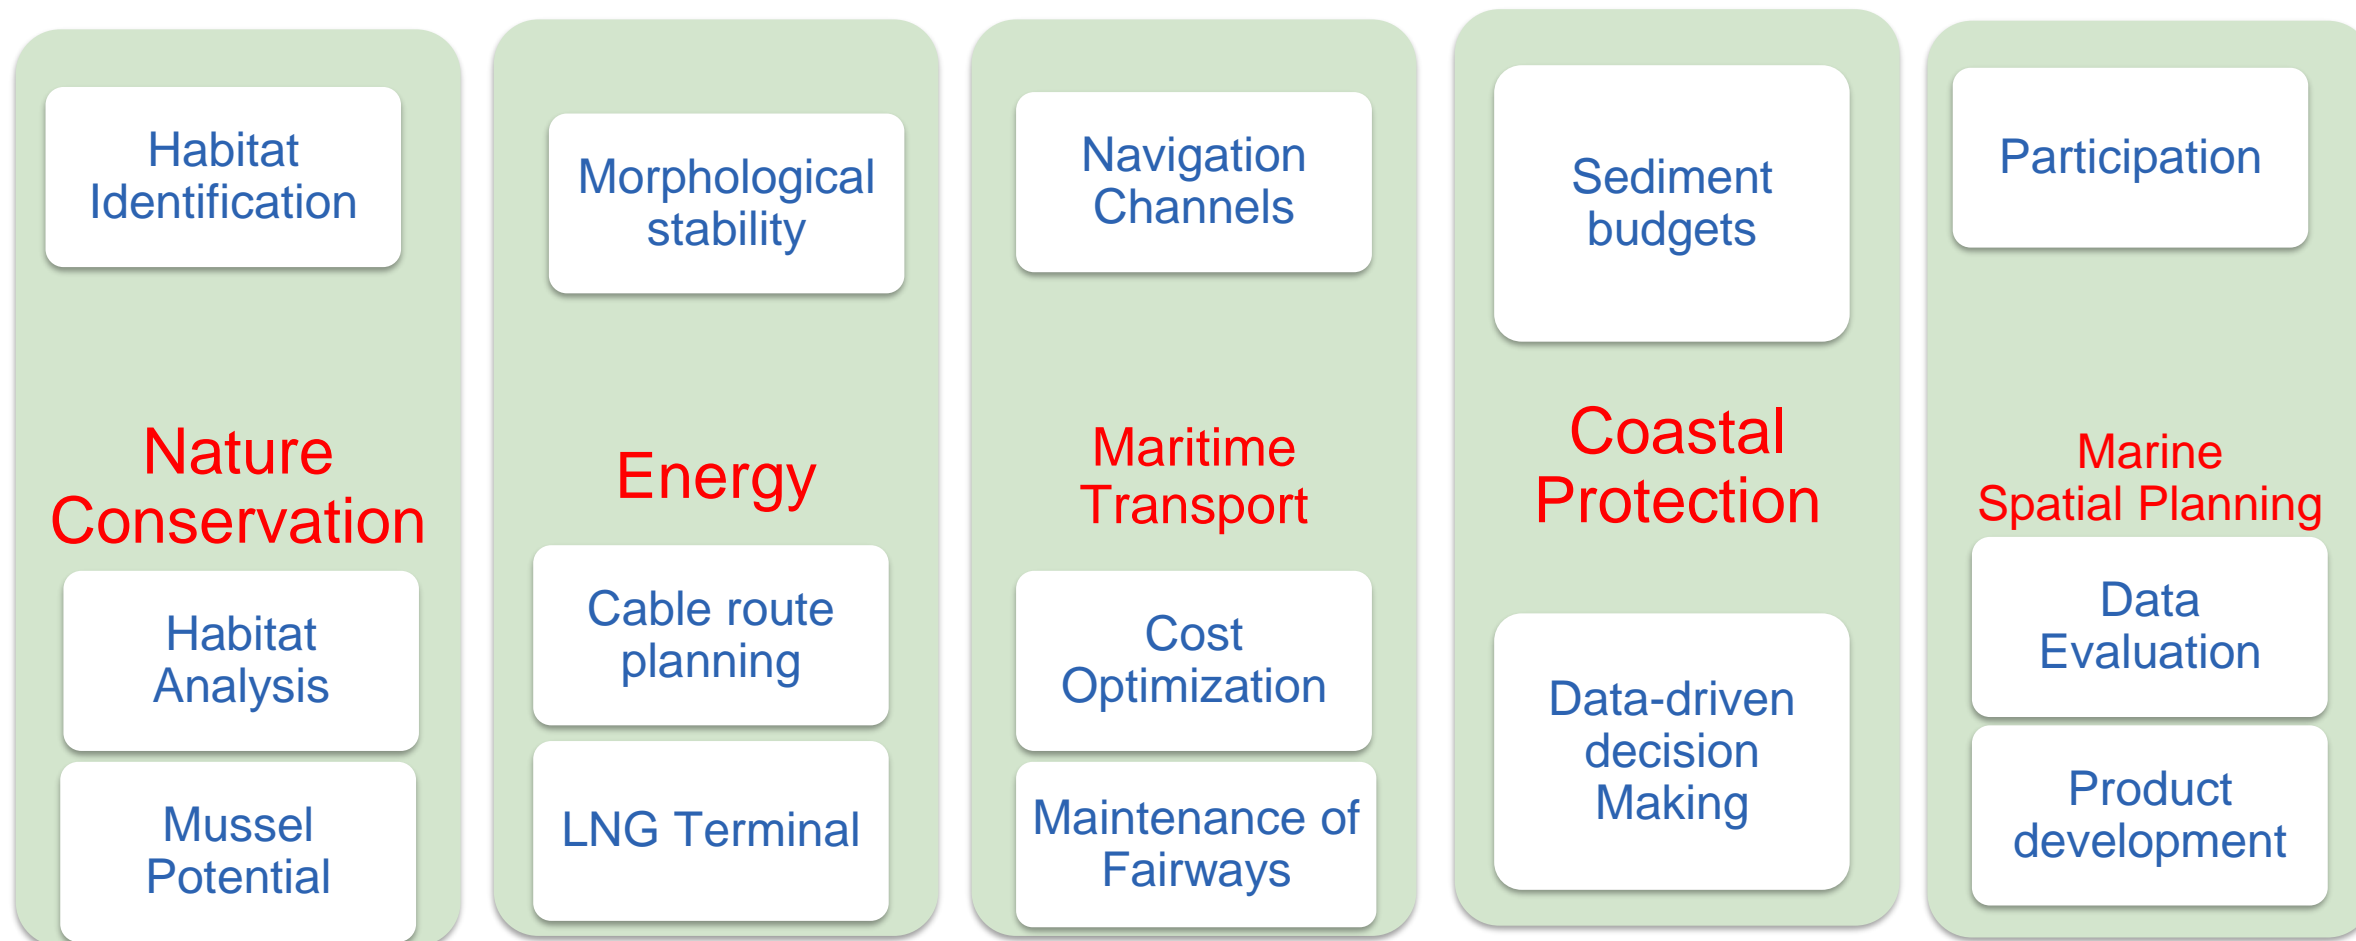 Habitat
Identification
Nature
Conservation
Habitat
Analysis
Mussel
Potential
Morphological
stability
Energy
Cable route
planning
LNG Terminal
Navigation
Channels
Maritime
Transport
Cost
Optimization
Maintenance of
Fairways
Sediment
budgets
Coastal
Protection
Data-driven
decision
Making
Participation
Marine
Spatial Planning
Data
Evaluation
Product
development